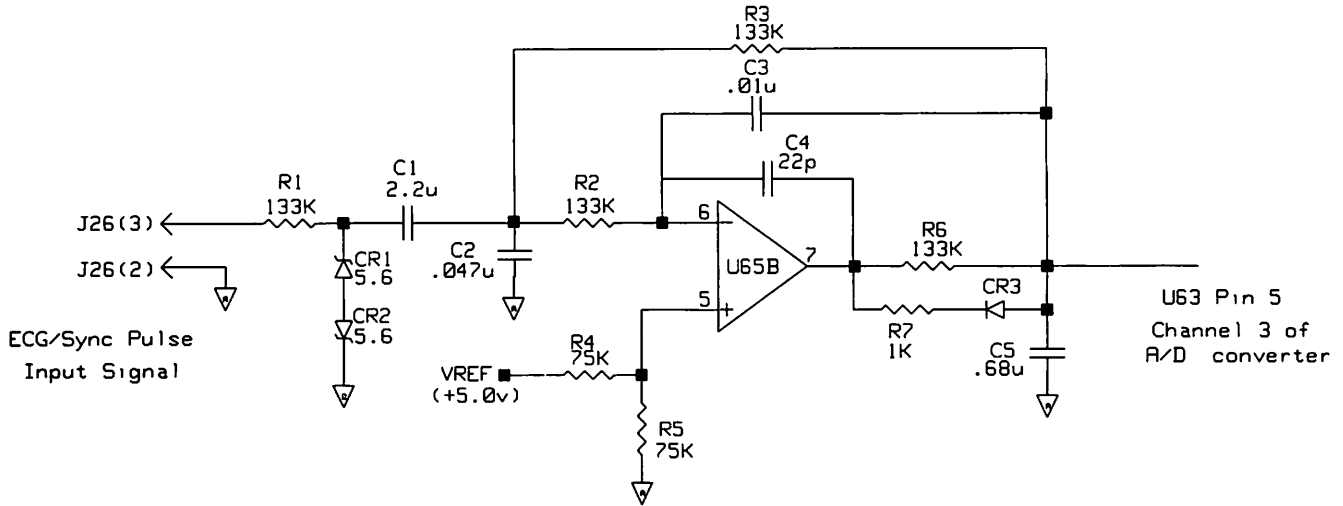 R3
133K
C3
.01u
C4
22p
C1
2.2u
R1
133K
R2
133K
J26(3)
J26(2)
CR1
5.6
CR2
5.6
C2
.047u
6
5
7
U65B
R6
133K
CR3
R7
1K
C5
.68u
U63 Pin 5
Channel 3 of
A/D converter
ECG/Sync Pulse
Input Signal
VREF
(+5.0v)
R4
75K
R5
75K